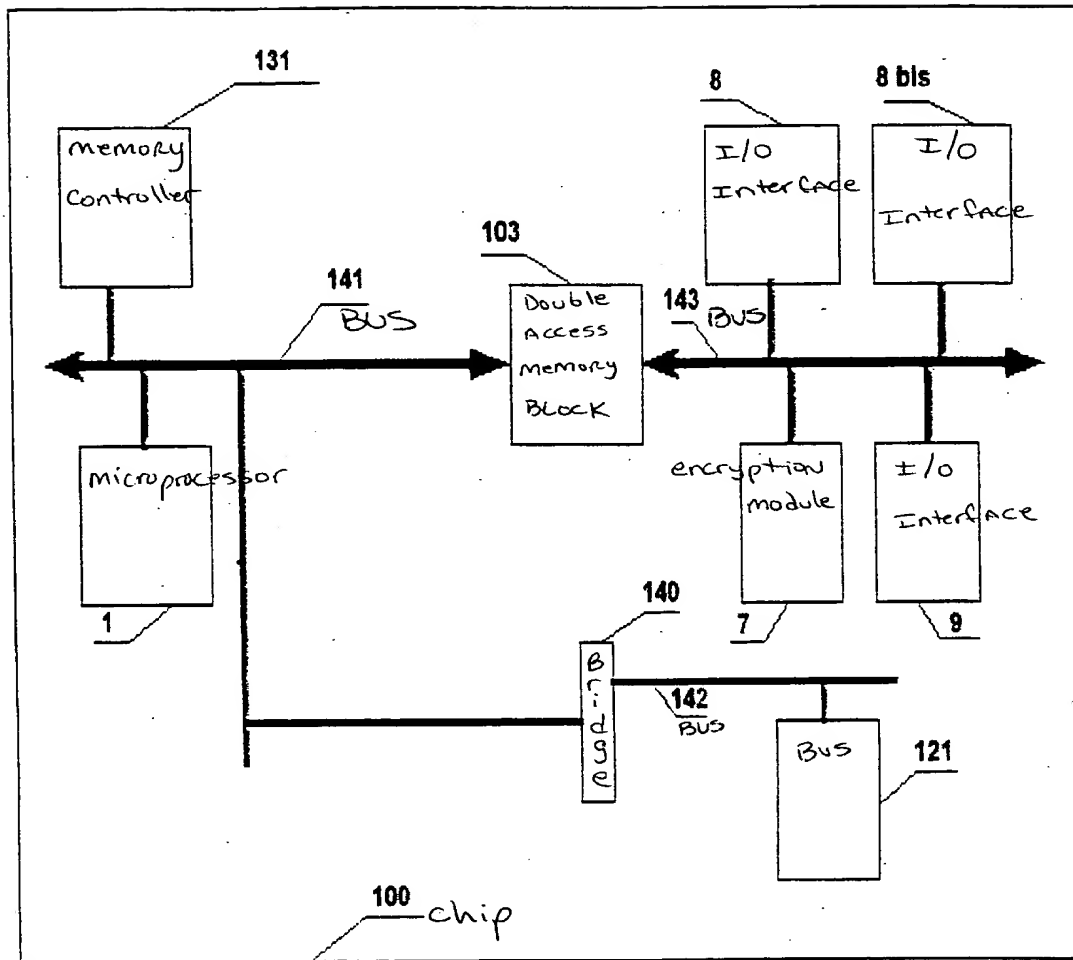 131
8
8 bis
memory
controller
I/O
Interface
I/O
Interface
103
141
BUS
Double
Access
memory
Block
143 BUS
microprocessor
encryption
module
I/O
Interface
1
140
7
9
Bridge
142
BUS
BUS
121
100 chip